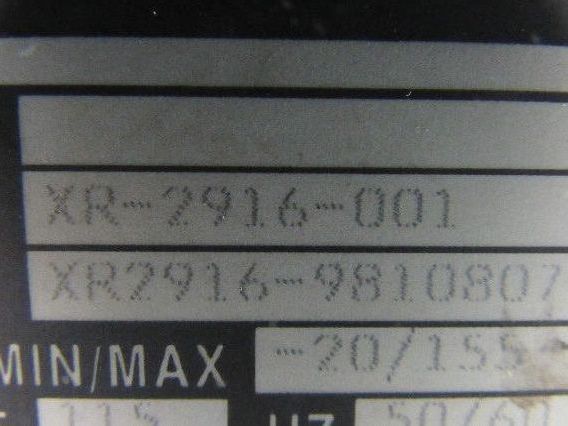 XR-2916-001
XR2916-9810807
MIN/MAX -20/155
115 HZ 50/60